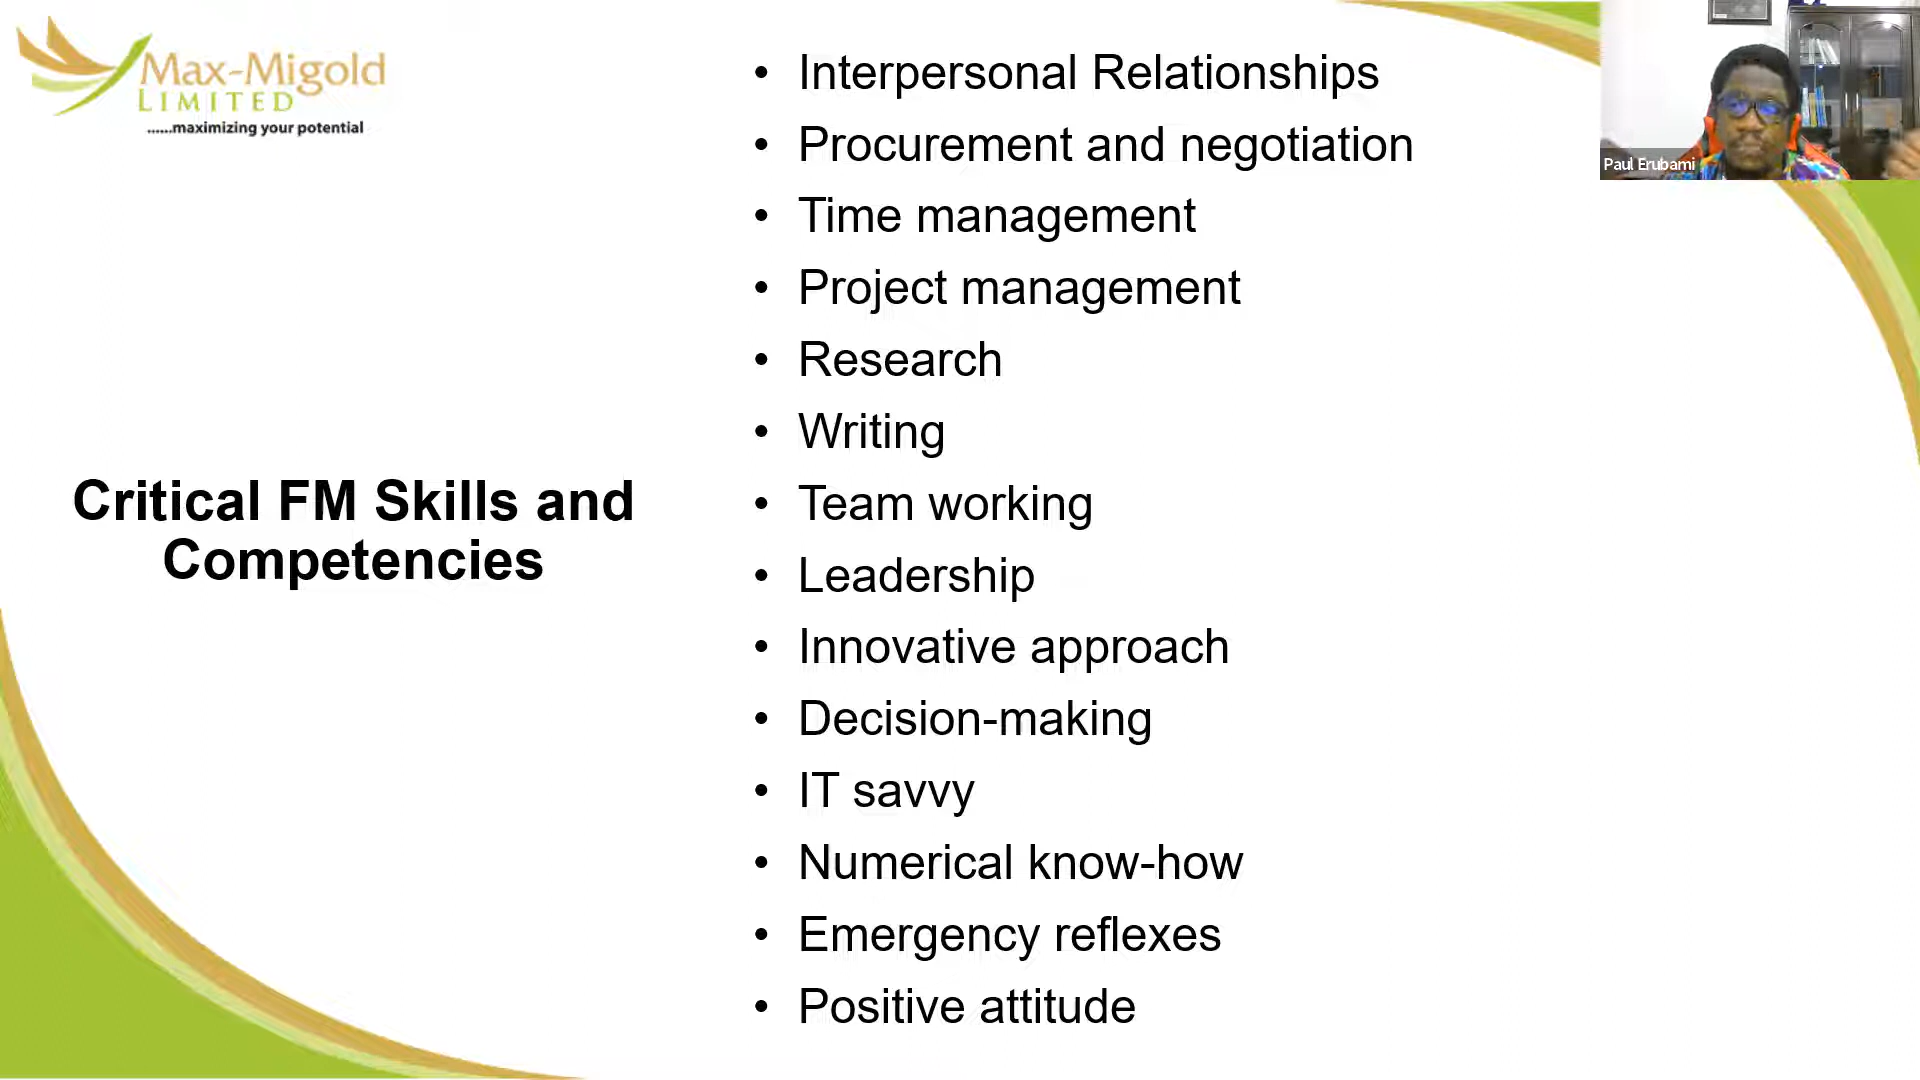 Max-Migold
LIMITED
......maximizing your potential
Critical FM Skills and
Competencies
• Interpersonal Relationships
• Procurement and negotiation
• Time management
• Project management
• Research
• Writing
• Team working
• Leadership
• Innovative approach
• Decision-making
• IT savvy
• Numerical know-how
• Emergency reflexes
• Positive attitude
Paul Erubami